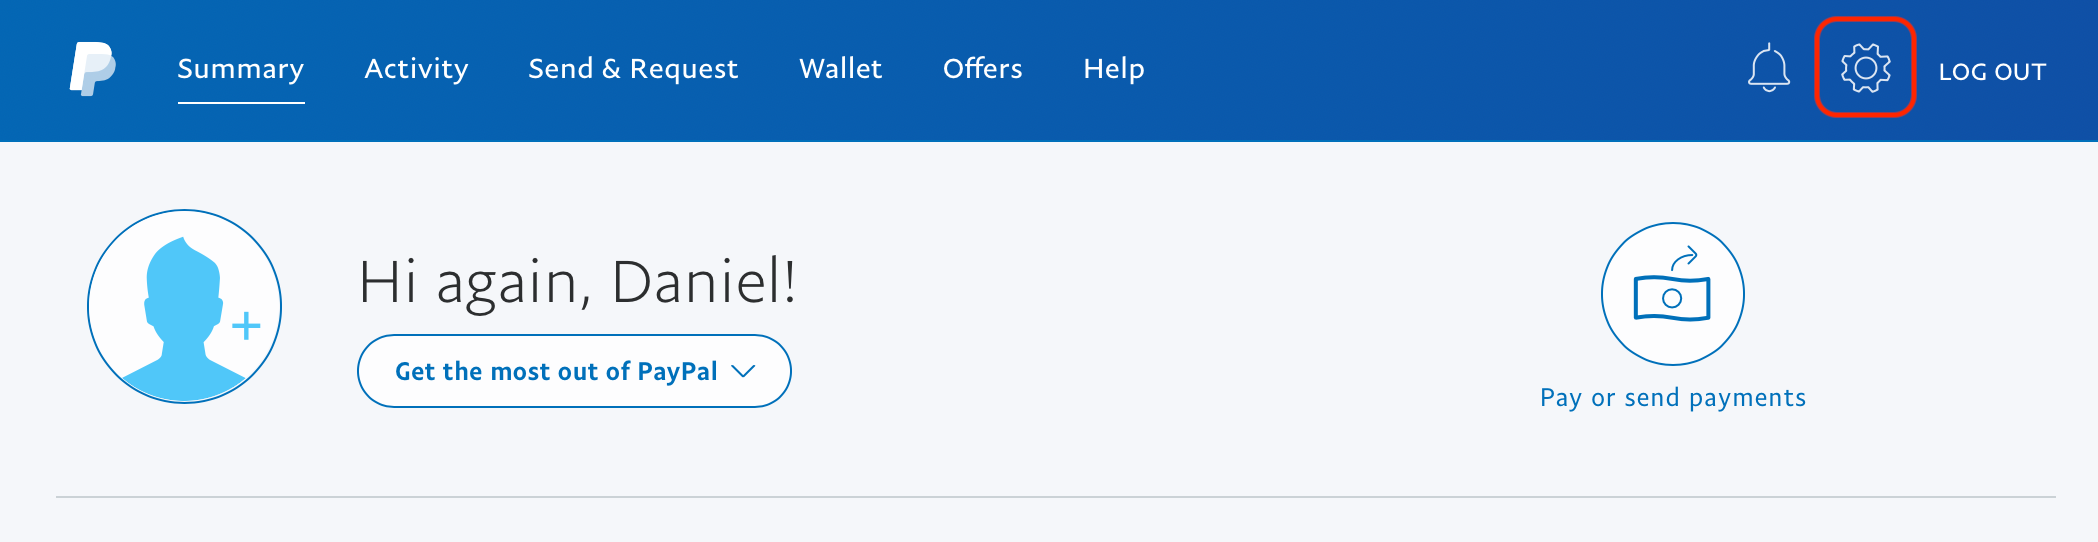 Summary Activity Send & Request Wallet Offers Help LOG OUT
Hi again, Daniel!
Get the most out of PayPal
Pay or send payments